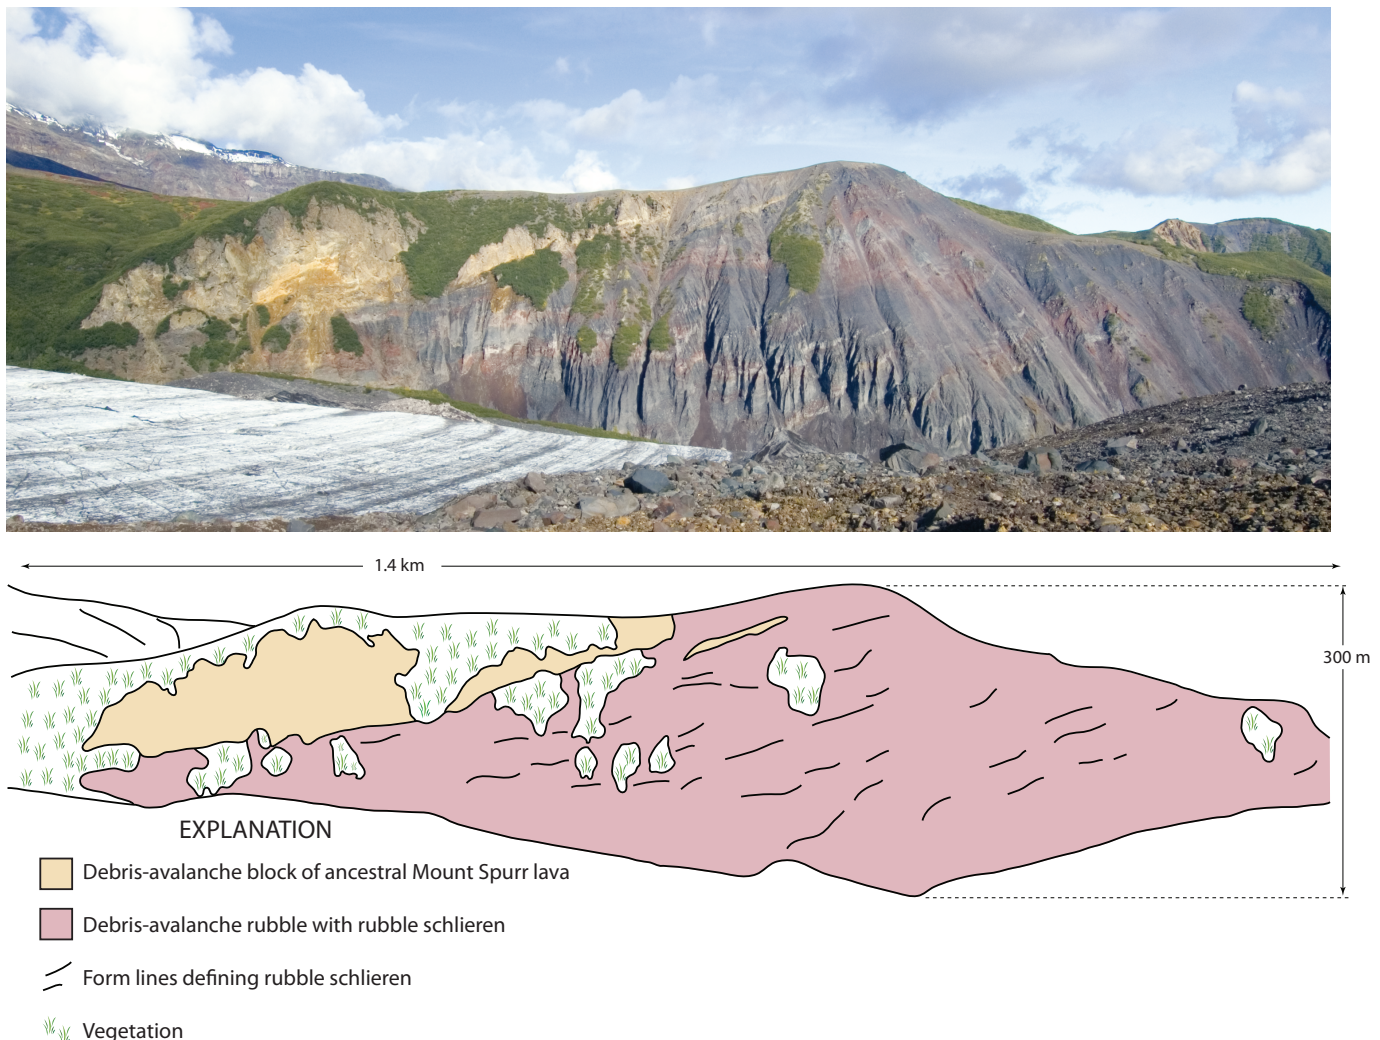 1.4 km
300 m
EXPLANATION
Debris-avalanche block of ancestral Mount Spurr lava
Debris-avalanche rubble with rubble schlieren
Form lines defining rubble schlieren
Vegetation